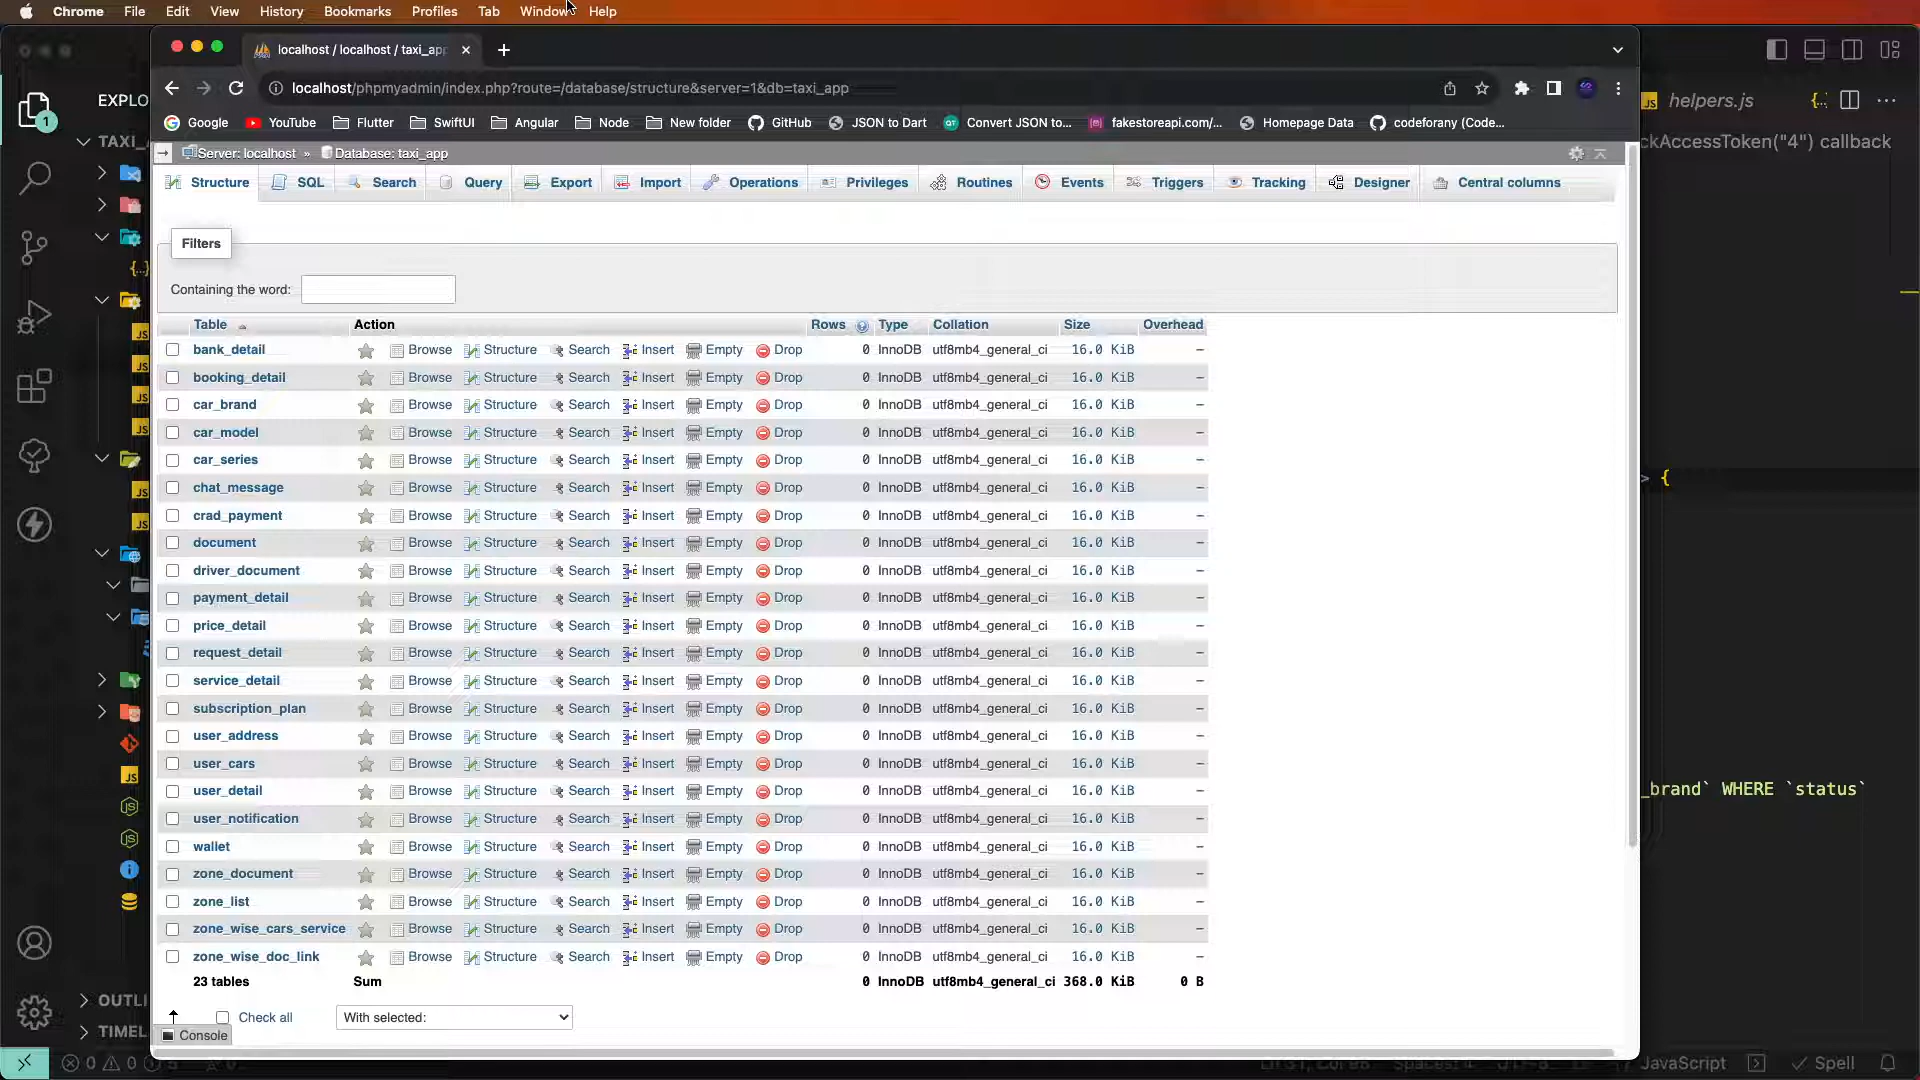 Chrome File Edit View History Bookmarks Profiles Tab Window Help
localhost / localhost / taxi_app
localhost/phpmyadmin/index.php?route=/database/structure&server=1&db=taxi_app
Google YouTube Flutter SwiftUI Angular Node New folder GitHub JSON to Dart Convert JSON to... fakestoreapi.com/... Homepage Data codeforany (Code...
EXPLO
1
TAXI_
helpers.js
ckAccessToken("4") callback
Server: localhost » Database: taxi_app
Structure SQL Search Query Export Import Operations Privileges Routines Events Triggers Tracking Designer Central columns
Filters
Containing the word:
Table Action Rows Type Collation Size Overhead
bank_detail Browse Structure Search Insert Empty Drop 0 InnoDB utf8mb4_general_ci 16.0 KiB –
booking_detail Browse Structure Search Insert Empty Drop 0 InnoDB utf8mb4_general_ci 16.0 KiB –
car_brand Browse Structure Search Insert Empty Drop 0 InnoDB utf8mb4_general_ci 16.0 KiB –
car_model Browse Structure Search Insert Empty Drop 0 InnoDB utf8mb4_general_ci 16.0 KiB –
car_series Browse Structure Search Insert Empty Drop 0 InnoDB utf8mb4_general_ci 16.0 KiB –
chat_message Browse Structure Search Insert Empty Drop 0 InnoDB utf8mb4_general_ci 16.0 KiB –
crad_payment Browse Structure Search Insert Empty Drop 0 InnoDB utf8mb4_general_ci 16.0 KiB –
document Browse Structure Search Insert Empty Drop 0 InnoDB utf8mb4_general_ci 16.0 KiB –
driver_document Browse Structure Search Insert Empty Drop 0 InnoDB utf8mb4_general_ci 16.0 KiB –
payment_detail Browse Structure Search Insert Empty Drop 0 InnoDB utf8mb4_general_ci 16.0 KiB –
price_detail Browse Structure Search Insert Empty Drop 0 InnoDB utf8mb4_general_ci 16.0 KiB –
request_detail Browse Structure Search Insert Empty Drop 0 InnoDB utf8mb4_general_ci 16.0 KiB –
service_detail Browse Structure Search Insert Empty Drop 0 InnoDB utf8mb4_general_ci 16.0 KiB –
subscription_plan Browse Structure Search Insert Empty Drop 0 InnoDB utf8mb4_general_ci 16.0 KiB –
user_address Browse Structure Search Insert Empty Drop 0 InnoDB utf8mb4_general_ci 16.0 KiB –
user_cars Browse Structure Search Insert Empty Drop 0 InnoDB utf8mb4_general_ci 16.0 KiB –
user_detail Browse Structure Search Insert Empty Drop 0 InnoDB utf8mb4_general_ci 16.0 KiB –
_brand` WHERE `status`
user_notification Browse Structure Search Insert Empty Drop 0 InnoDB utf8mb4_general_ci 16.0 KiB –
wallet Browse Structure Search Insert Empty Drop 0 InnoDB utf8mb4_general_ci 16.0 KiB –
zone_document Browse Structure Search Insert Empty Drop 0 InnoDB utf8mb4_general_ci 16.0 KiB –
zone_list Browse Structure Search Insert Empty Drop 0 InnoDB utf8mb4_general_ci 16.0 KiB –
zone_wise_cars_service Browse Structure Search Insert Empty Drop 0 InnoDB utf8mb4_general_ci 16.0 KiB –
zone_wise_doc_link Browse Structure Search Insert Empty Drop 0 InnoDB utf8mb4_general_ci 16.0 KiB –
23 tables Sum 0 InnoDB utf8mb4_general_ci 368.0 KiB 0 B
OUTLI
Check all With selected:
TIMEL
Console
0 0 JavaScript Spell